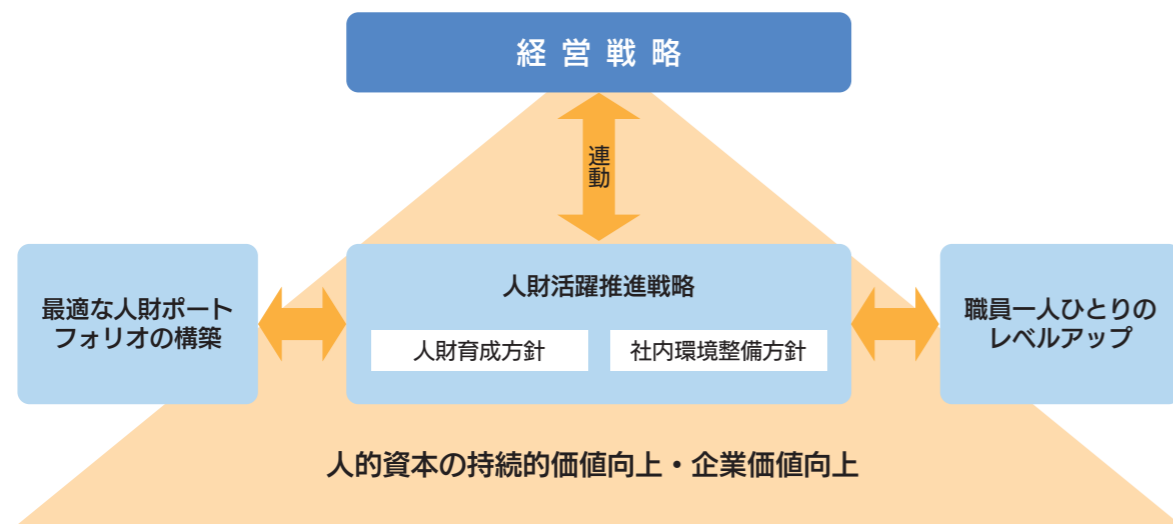 経営戦略
連動
最適な人財ポート
フォリオの構築
人財活躍推進戦略
人財育成方針
社内環境整備方針
職員一人ひとりの
レベルアップ
人的資本の持続的価値向上・企業価値向上